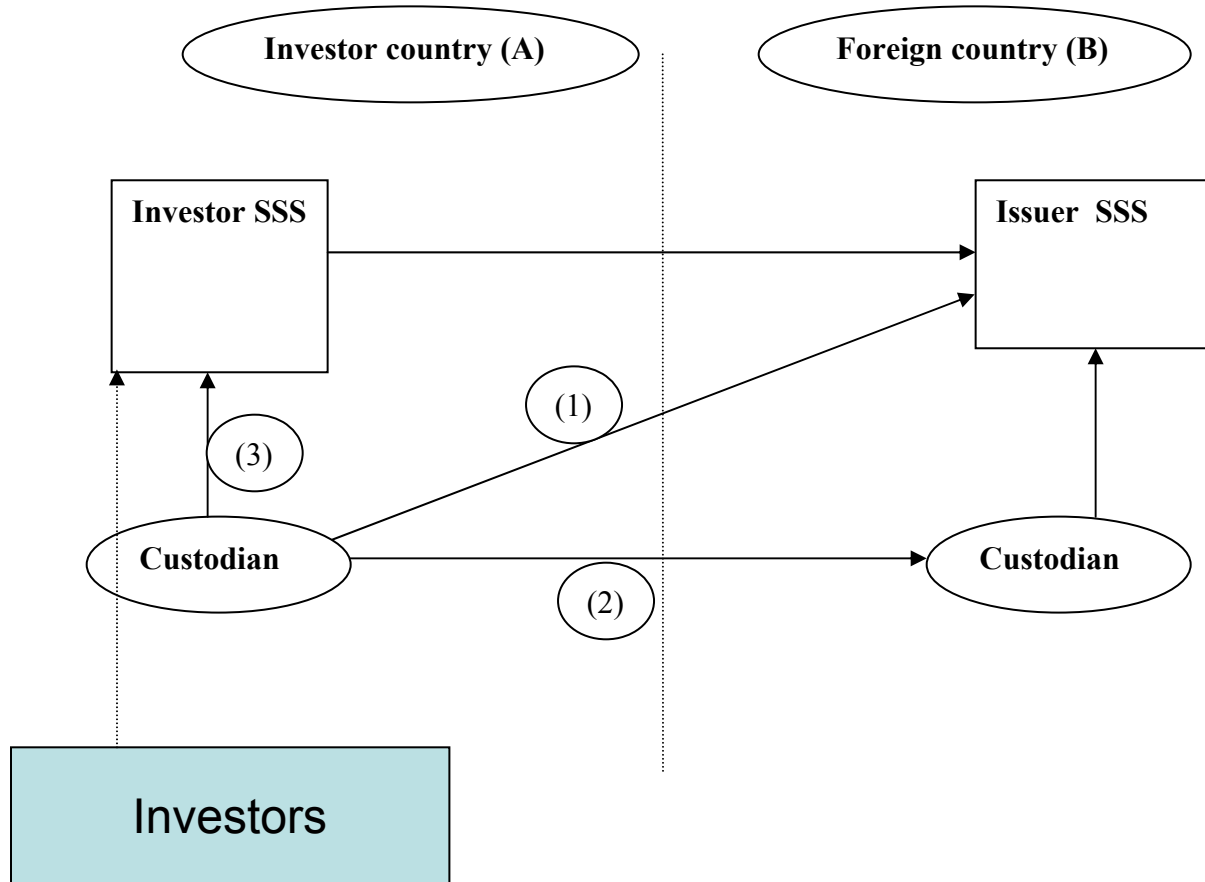 Investor country (A)
Foreign country (B)
Investor SSS
Issuer SSS
(1)
(3)
Custodian
Custodian
(2)
Investors